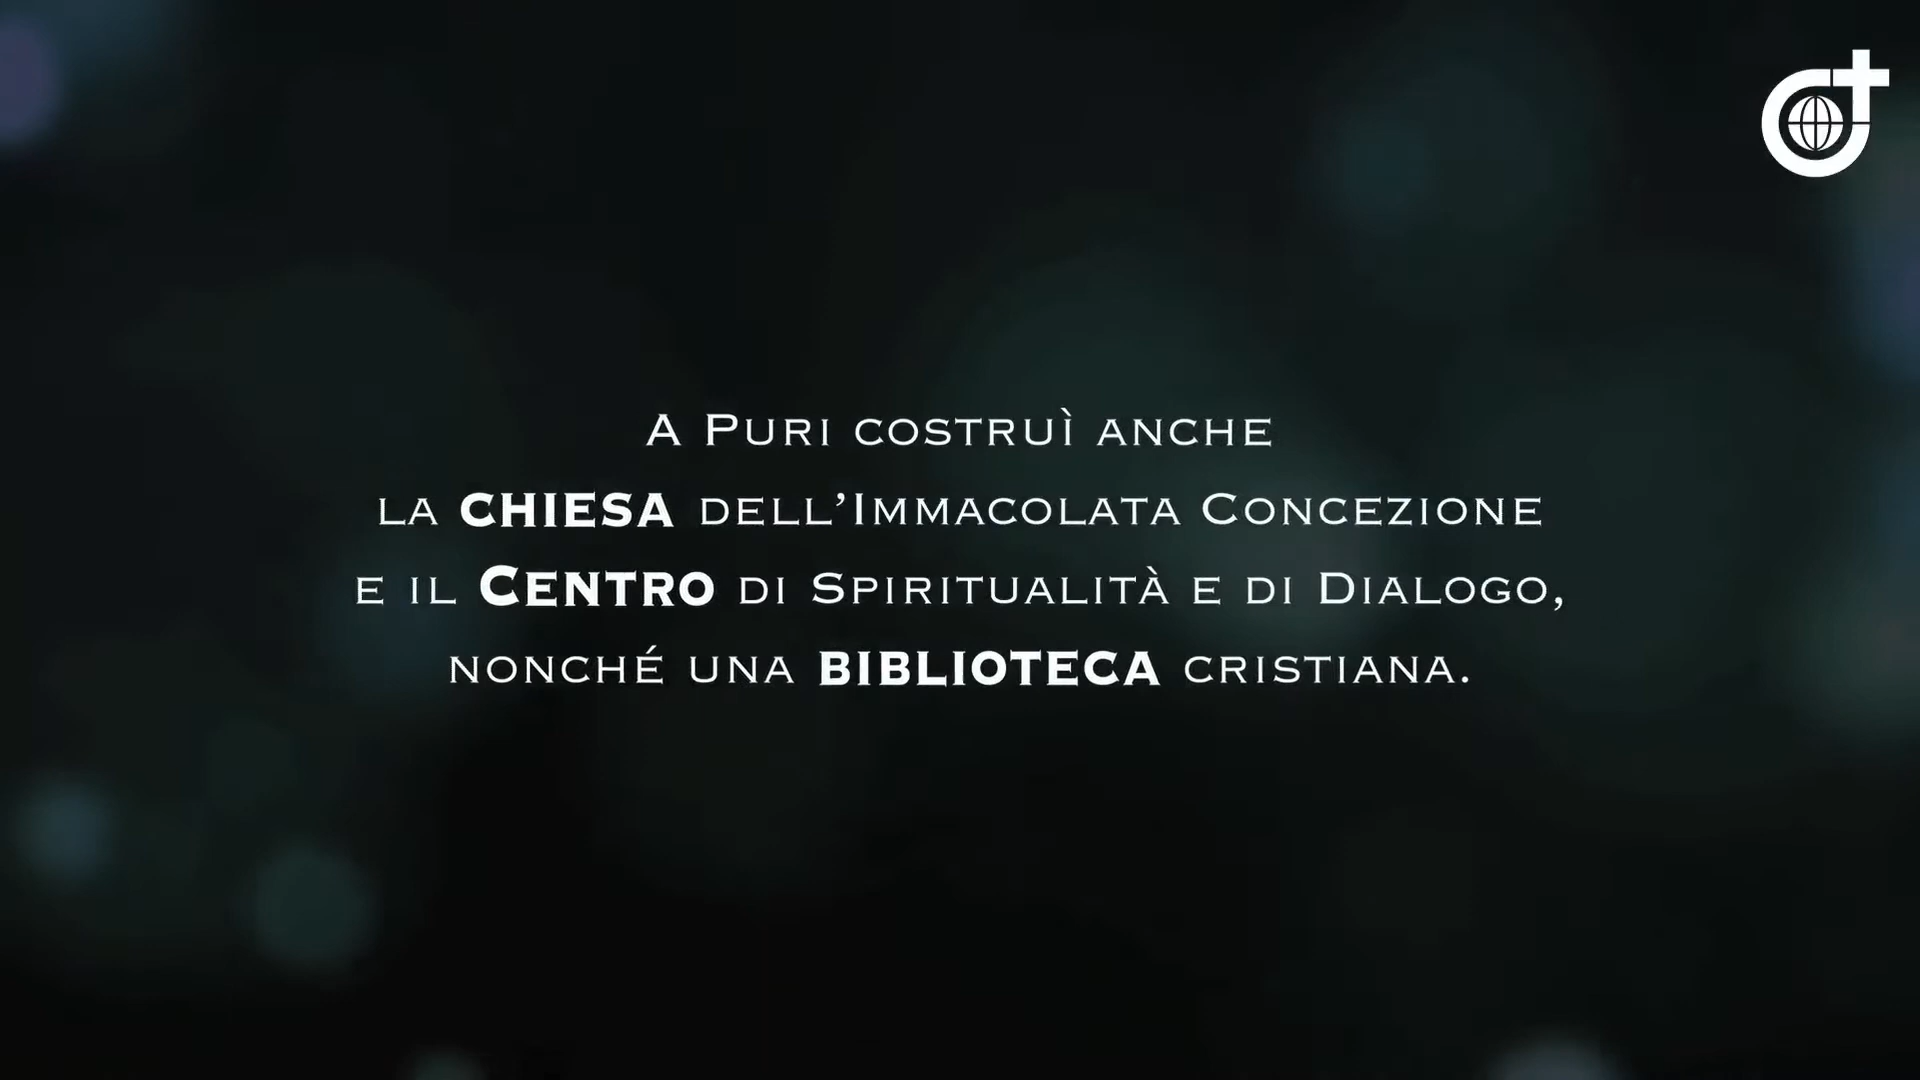 A Puri costruì anche
la CHIESA dell’Immacolata Concezione
e il CENTRO di Spiritualità e di Dialogo,
nonché una BIBLIOTECA cristiana.